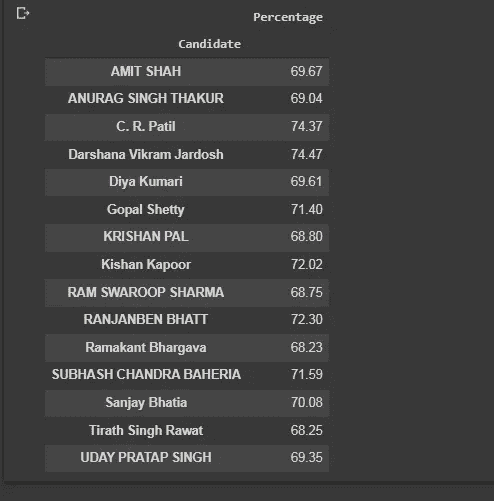 Percentage
Candidate
AMIT SHAH 69.67
ANURAG SINGH THAKUR 69.04
C. R. Patil 74.37
Darshana Vikram Jardosh 74.47
Diya Kumari 69.61
Gopal Shetty 71.40
KRISHAN PAL 68.80
Kishan Kapoor 72.02
RAM SWAROOP SHARMA 68.75
RANJANBEN BHATT 72.30
Ramakant Bhargava 68.23
SUBHASH CHANDRA BAHERIA 71.59
Sanjay Bhatia 70.08
Tirath Singh Rawat 68.25
UDAY PRATAP SINGH 69.35